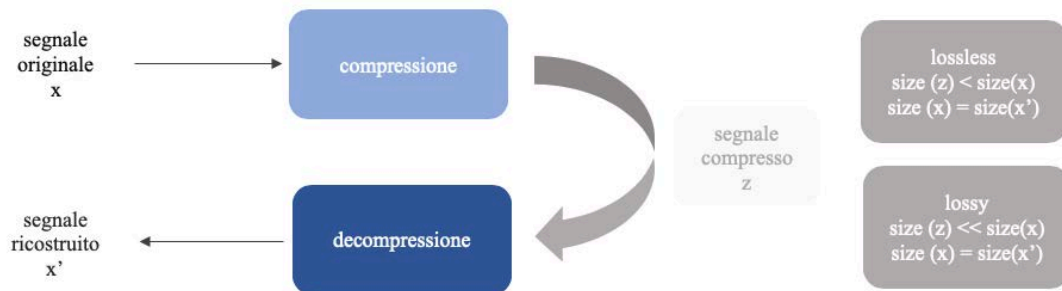 segnale
originale
x
compressione
segnale
compresso
z
decompressione
segnale
ricostruito
x’
lossless
size (z) < size(x)
size (x) = size(x’)
lossy
size (z) << size(x)
size (x) = size(x’)